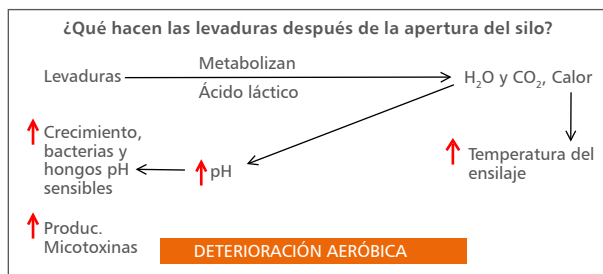 ¿Qué hacen las levaduras después de la apertura del silo?
Levaduras
Metabolizan
Ácido láctico
H₂O y CO₂, Calor
Crecimiento,
bacterias y
hongos pH
sensibles
pH
Temperatura del
ensilaje
Produc.
Micotoxinas
DETERIORACIÓN AERÓBICA